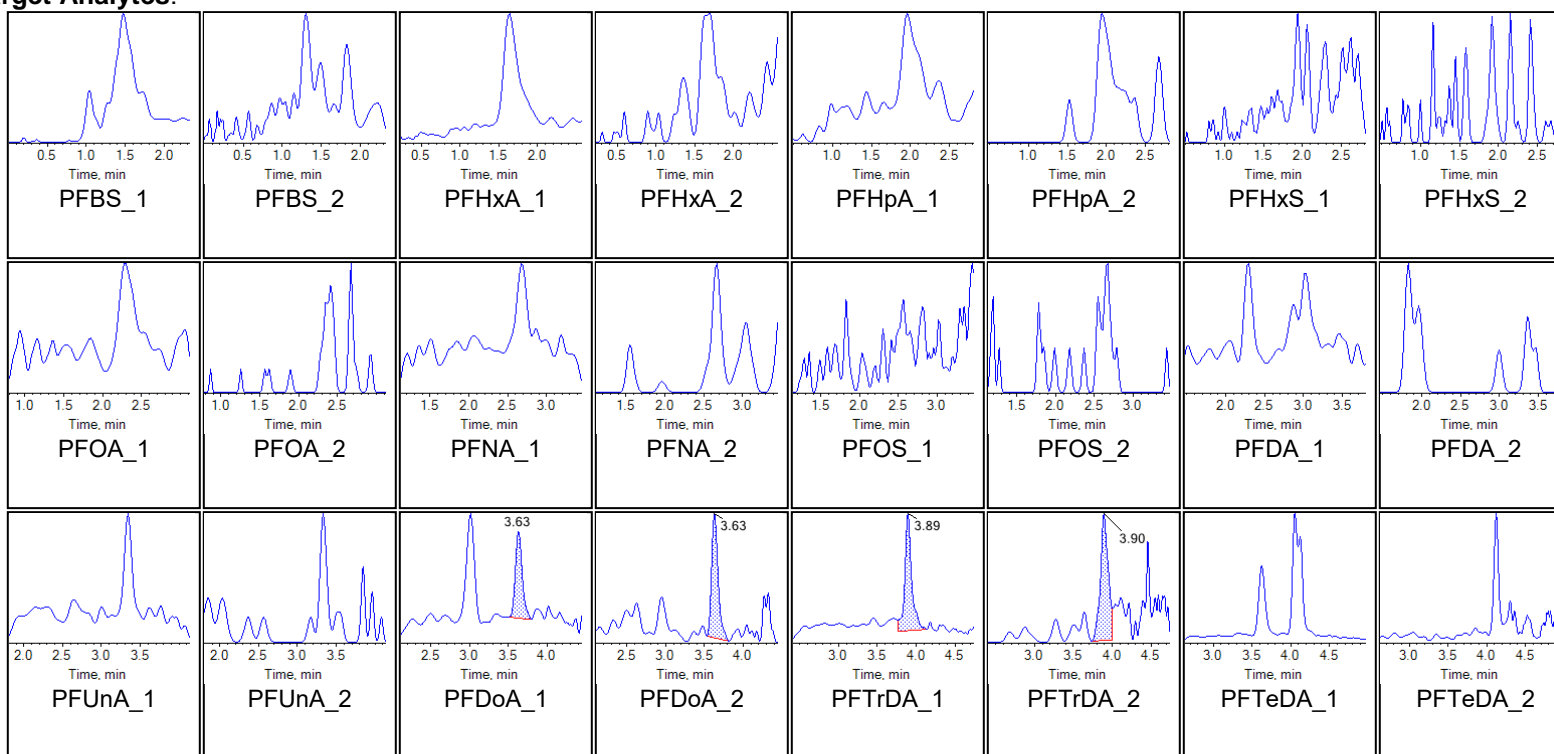 rget Analytes:
0.5 1.0 1.5 2.0 0.5 1.0 1.5 2.0 0.5 1.0 1.5 2.0 0.5 1.0 1.5 2.0 1.0 1.5 2.0 2.5 1.0 1.5 2.0 2.5 1.0 1.5 2.0 2.5 1.0 1.5 2.0 2.5
Time, min Time, min Time, min Time, min Time, min Time, min Time, min Time, min
PFBS_1 PFBS_2 PFHxA_1 PFHxA_2 PFHpA_1 PFHpA_2 PFHxS_1 PFHxS_2
1.0 1.5 2.0 2.5 1.0 1.5 2.0 2.5 1.5 2.0 2.5 3.0 1.5 2.0 2.5 3.0 1.5 2.0 2.5 3.0 1.5 2.0 2.5 3.0 2.0 2.5 3.0 3.5 2.0 2.5 3.0 3.5
Time, min Time, min Time, min Time, min Time, min Time, min Time, min Time, min
PFOA_1 PFOA_2 PFNA_1 PFNA_2 PFOS_1 PFOS_2 PFDA_1 PFDA_2
3.63 3.63 3.89 3.90
2.0 2.5 3.0 3.5 4.0 2.0 2.5 3.0 3.5 4.0 2.5 3.0 3.5 4.0 2.5 3.0 3.5 4.0 3.0 3.5 4.0 4.5 3.0 3.5 4.0 4.5 3.0 3.5 4.0 4.5 3.0 3.5 4.0 4.5
Time, min Time, min Time, min Time, min Time, min Time, min Time, min Time, min
PFUnA_1 PFUnA_2 PFDoA_1 PFDoA_2 PFTrDA_1 PFTrDA_2 PFTeDA_1 PFTeDA_2